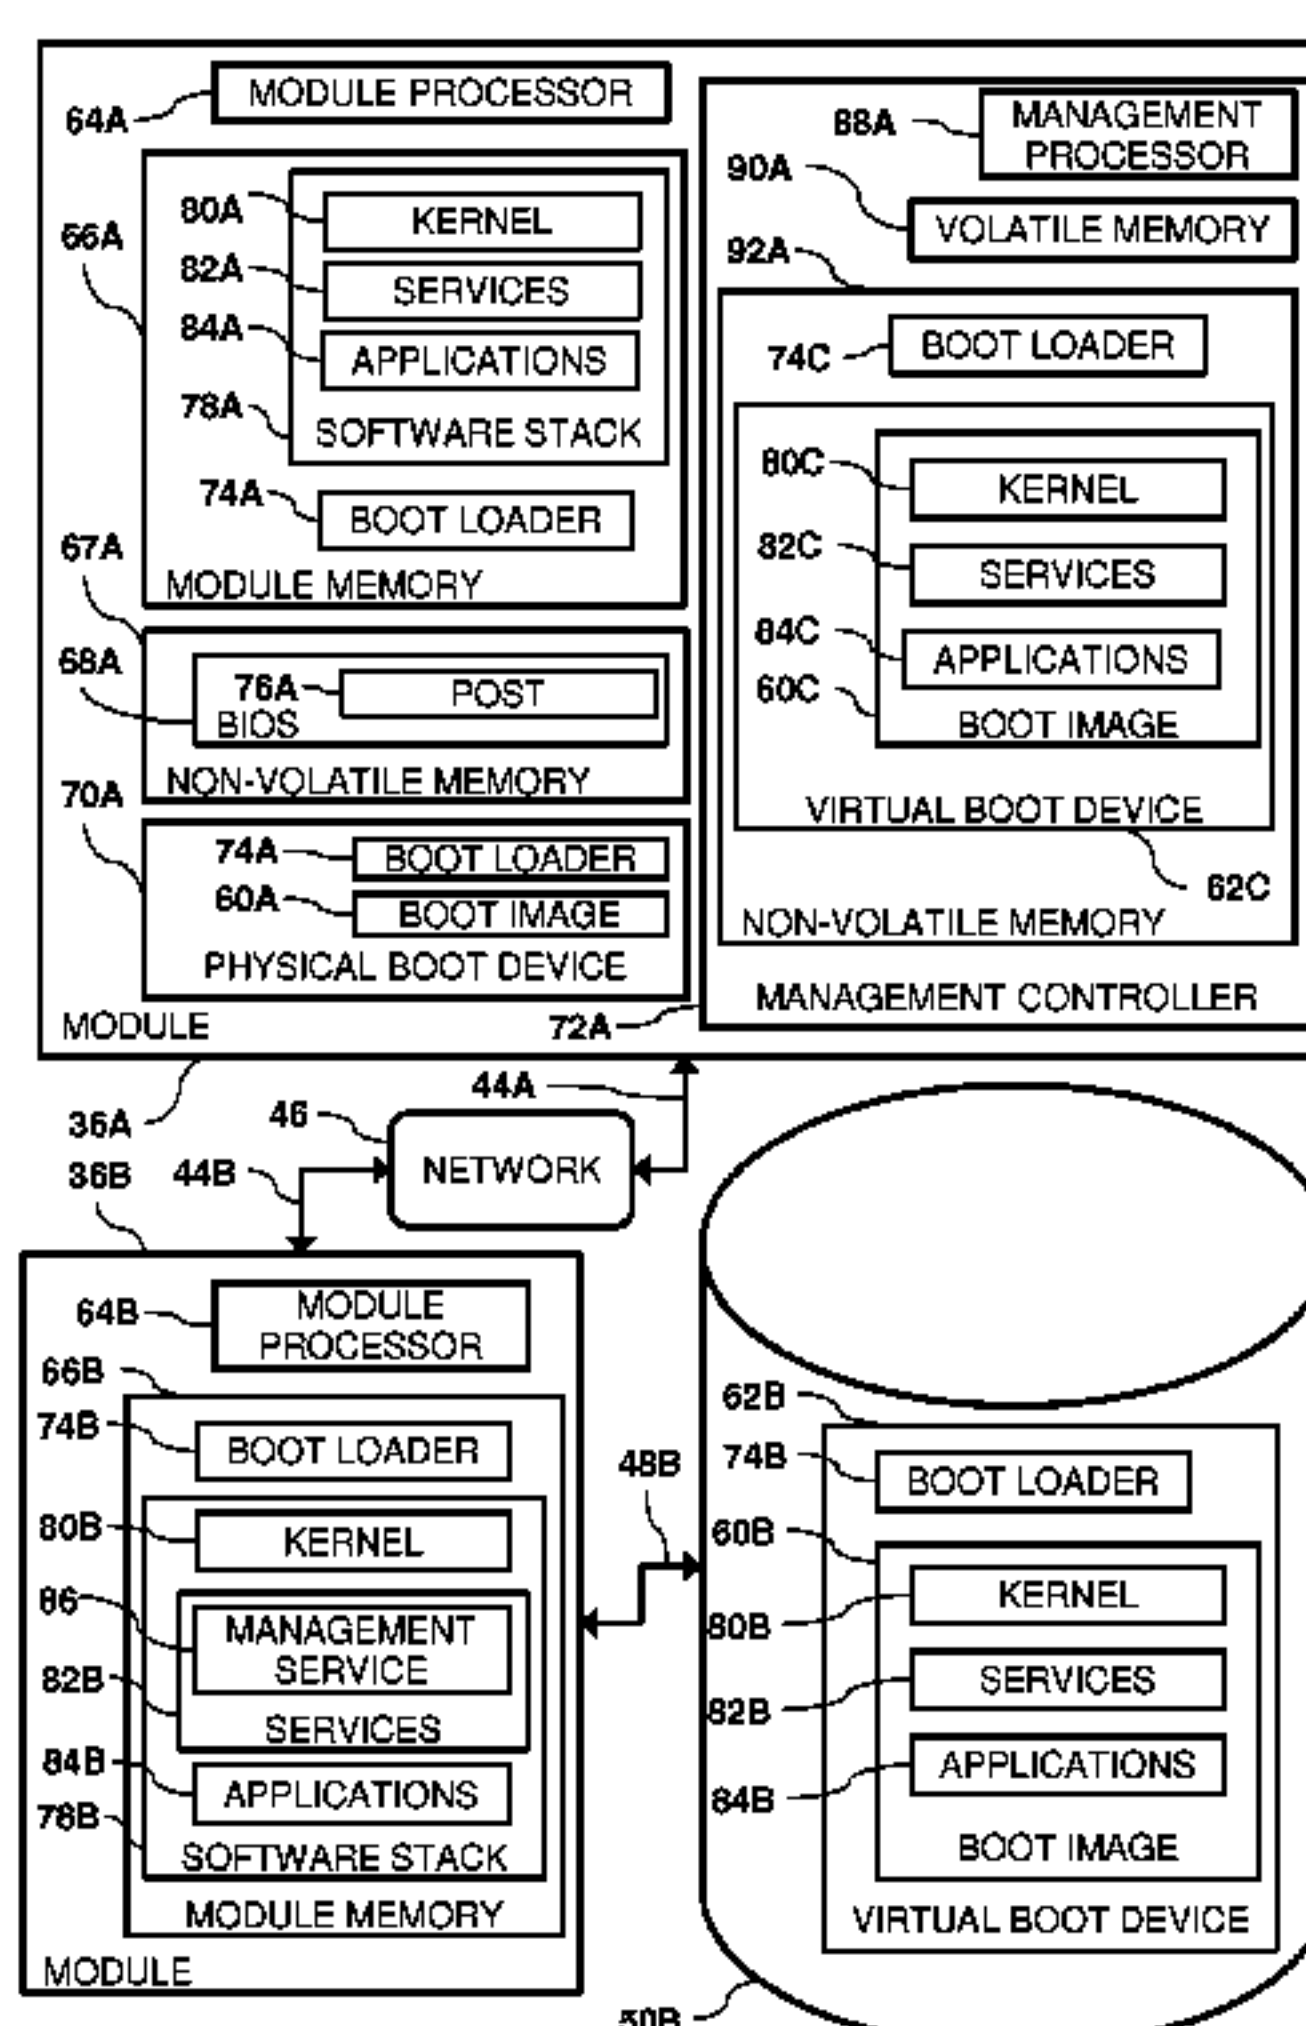 MODULE PROCESSOR
64A
MANAGEMENT
PROCESSOR
88A
90A
VOLATILE MEMORY
92A
66A
80A
KERNEL
82A
SERVICES
84A
APPLICATIONS
78A
SOFTWARE STACK
74A
BOOT LOADER
MODULE MEMORY
67A
68A
76A
POST
BIOS
NON-VOLATILE MEMORY
70A
74A
BOOT LOADER
60A
BOOT IMAGE
PHYSICAL BOOT DEVICE
MODULE
74C
BOOT LOADER
80C
KERNEL
82C
SERVICES
84C
APPLICATIONS
60C
BOOT IMAGE
VIRTUAL BOOT DEVICE
62C
NON-VOLATILE MEMORY
MANAGEMENT CONTROLLER
72A
36A
44A
46
NETWORK
44B
36B
64B
MODULE
PROCESSOR
66B
74B
BOOT LOADER
80B
KERNEL
86
MANAGEMENT
SERVICE
82B
SERVICES
84B
APPLICATIONS
78B
SOFTWARE STACK
MODULE MEMORY
MODULE
48B
62B
74B
BOOT LOADER
60B
80B
KERNEL
82B
SERVICES
84B
APPLICATIONS
BOOT IMAGE
VIRTUAL BOOT DEVICE
50B